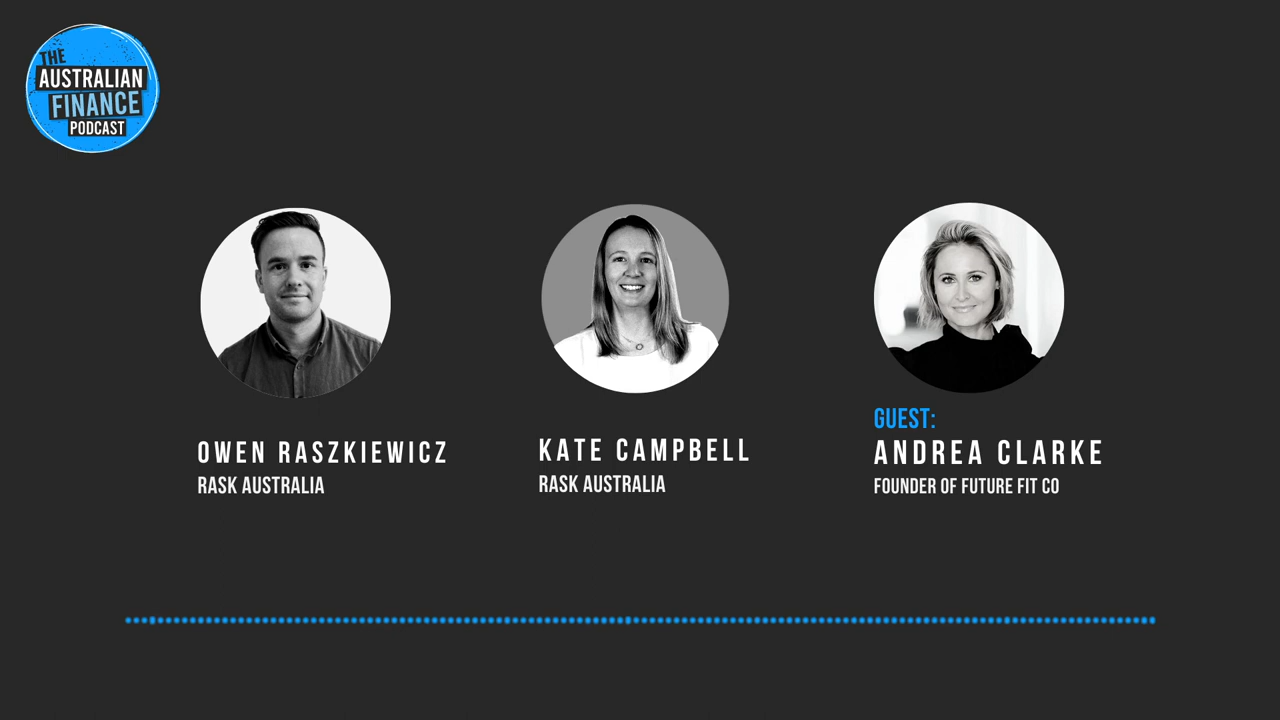 THE
AUSTRALIAN
FINANCE
PODCAST
OWEN RASZKIEWICZ
RASK AUSTRALIA
KATE CAMPBELL
RASK AUSTRALIA
GUEST:
ANDREA CLARKE
FOUNDER OF FUTURE FIT CO